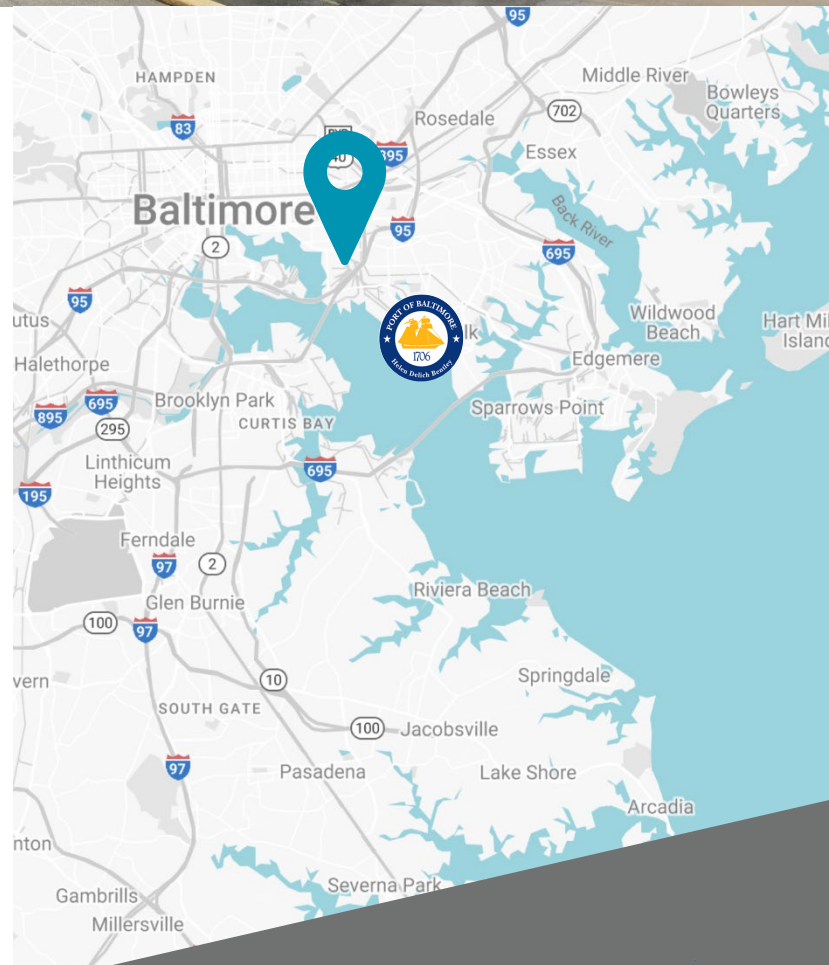 95
HAMPDEN
Middle River
Bowleys
Quarters
83
Rosedale
702
895
40
Essex
Baltimore
Back River
2
95
695
95
utus
Wildwood
Beach
Hart Mil
Island
PORT OF BALTIMORE
1706
Helen Delich Bentley
lk
Halethorpe
Edgemere
895
695
Brooklyn Park
Sparrows Point
295
CURTIS BAY
Linthicum
Heights
695
195
Ferndale
97
2
Riviera Beach
Glen Burnie
100
97
vern
10
Springdale
SOUTH GATE
100
Jacobsville
97
Pasadena
Lake Shore
Arcadia
nton
Severna Park
Gambrills
Millersville